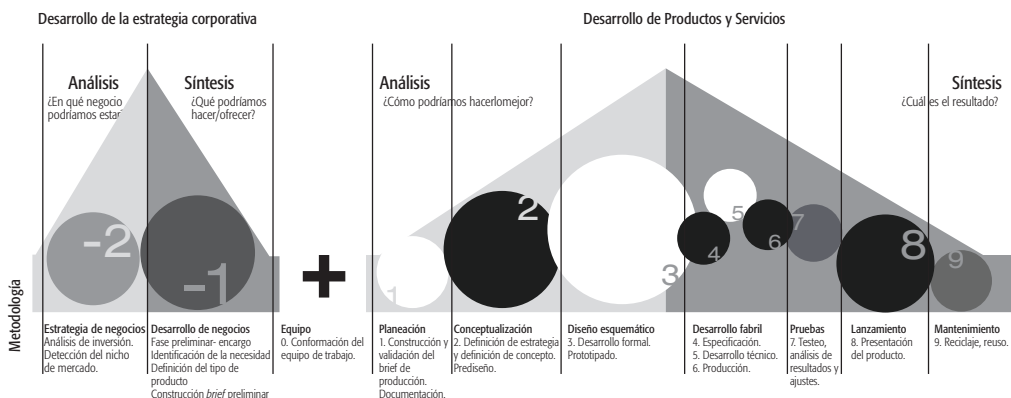 Desarrollo de la estrategia corporativa
Desarrollo de Productos y Servicios
Análisis
¿En qué negocio
podríamos estar
Síntesis
¿Qué podríamos
hacer/ofrecer?
Análisis
¿Cómo podríamos hacerlomejor?
Síntesis
¿Cuál es el resultado?
-2
-1
+
1
2
3
4
5
6
7
8
9
Metodología
Estrategia de negocios
Análisis de inversión.
Detección del nicho
de mercado.
Desarrollo de negocios
Fase preliminar- encargo
Identificación de la necesidad
Definición del tipo de
producto
Construcción brief preliminar
Equipo
0. Conformación del
equipo de trabajo.
Planeación
1. Construcción y
validación del
brief de
producción.
Documentación.
Conceptualización
2. Definición de estrategia
y definición de concepto.
Prediseño.
Diseño esquemático
3. Desarrollo formal.
Prototipado.
Desarrollo fabril
4. Especificación.
5. Desarrollo técnico.
6. Producción.
Pruebas
7. Testeo,
análisis de
resultados y
ajustes.
Lanzamiento
8. Presentación
del producto.
Mantenimiento
9. Reciclaje, reuso.